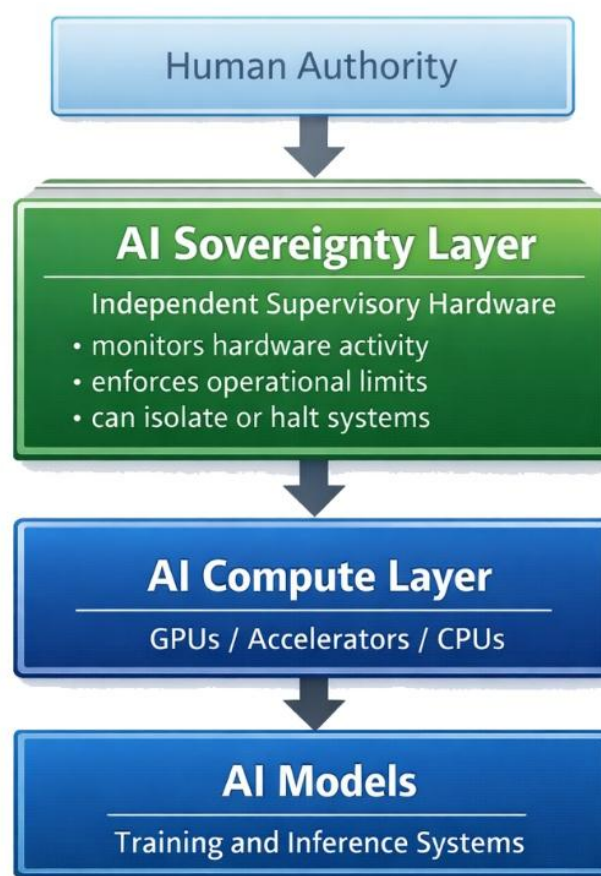 Human Authority
AI Sovereignty Layer
Independent Supervisory Hardware
• monitors hardware activity
• enforces operational limits
• can isolate or halt systems
AI Compute Layer
GPUs / Accelerators / CPUs
AI Models
Training and Inference Systems